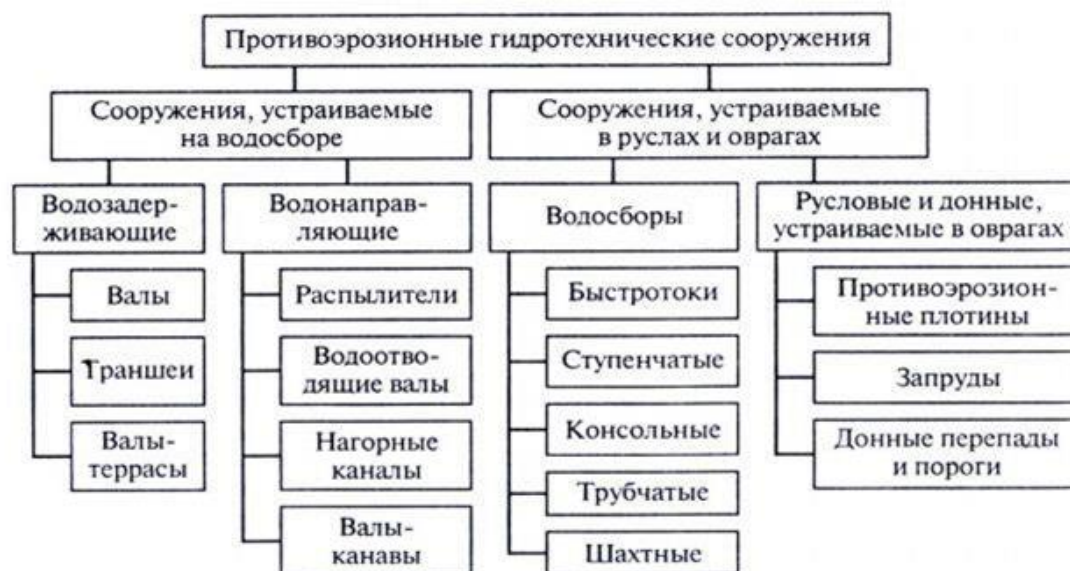 Противоэрозионные гидротехнические сооружения
Сооружения, устраиваемые
на водосборе
Сооружения, устраиваемые
в руслах и оврагах
Водозадер-
живающие
Водонаправ-
ляющие
Водосборы
Русловые и донные,
устраиваемые в оврагах
Валы
Траншеи
Валы-
террасы
Распылители
Водоотво-
дящие валы
Нагорные
каналы
Валы-
канавы
Быстротоки
Ступенчатые
Консольные
Трубчатые
Шахтные
Противоэрозион-
ные плотины
Запруды
Донные перепады
и пороги